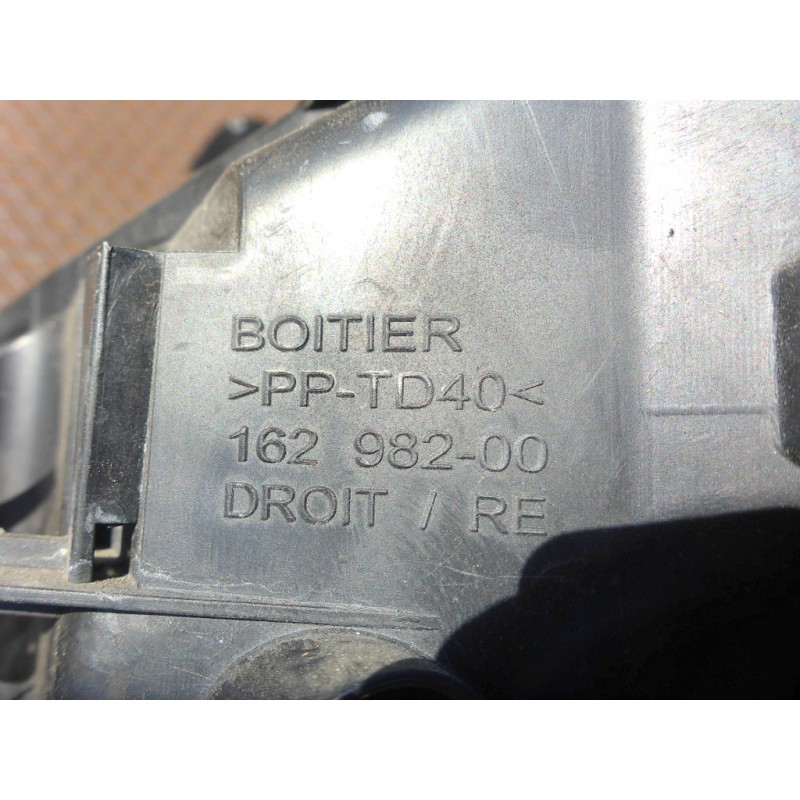 BOITIER
>PP-TD40<
162 982-00
DROIT / RE